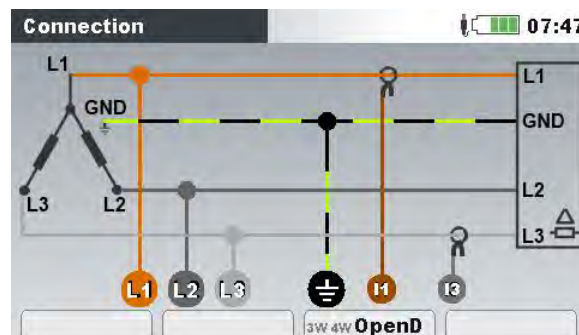 Connection 07:47
L1 L1
GND GND
L3 L2 L2
L3
L1 L2 L3 I1 I3
3W 4W OpenD